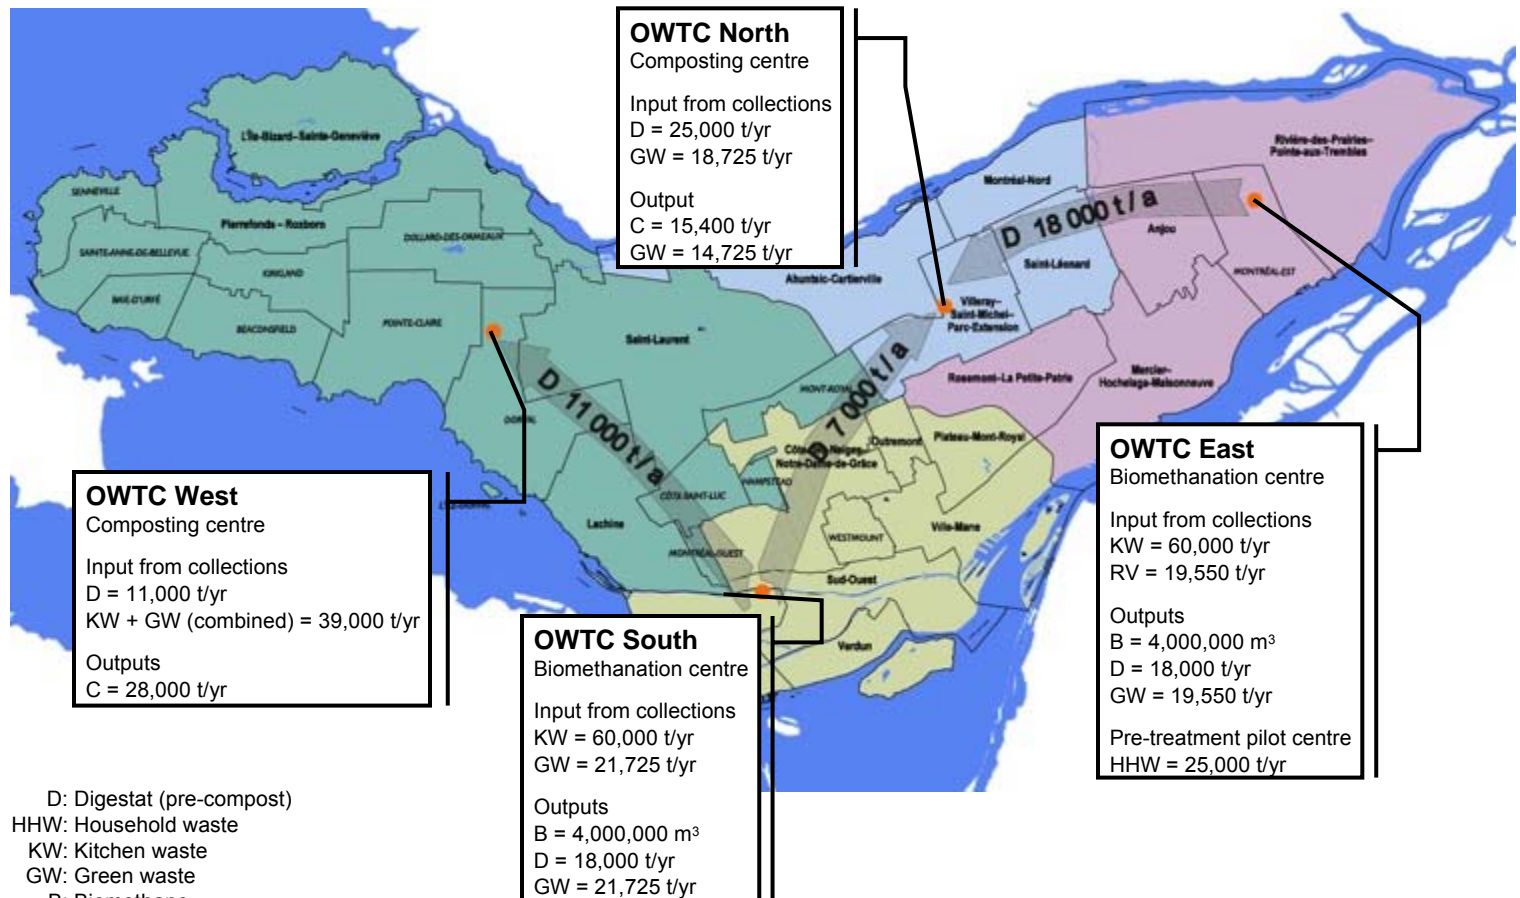 OWTC North
Composting centre
Input from collections
D = 25,000 t/yr
GW = 18,725 t/yr
Output
C = 15,400 t/yr
GW = 14,725 t/yr
L'Île-Bizard–Sainte-Geneviève
SENNEVILLE
Pierrefonds – Roxboro
DOLLARD-DES-ORMEAUX
SAINTE-ANNE-DE-BELLEVUE
KIRKLAND
BAIE-D'URFÉ
BEACONSFIELD
POINTE-CLAIRE
Saint-Laurent
DORVAL
D 11 000 t / a
L'ÎLE-DORVAL
Lachine
CÔTE-SAINT-LUC
HAMPSTEAD
MONTRÉAL-OUEST
MONT-ROYAL
Ahuntsic-Cartierville
Montréal-Nord
Rivière-des-Prairies–
Pointe-aux-Trembles
D 18 000 t / a
Anjou
Saint-Léonard
MONTRÉAL-EST
Villeray–
Saint-Michel–
Parc-Extension
D 7 000 t / a
Rosemont–La Petite-Patrie
Mercier–
Hochelaga-Maisonneuve
Côte-des-Neiges–
Notre-Dame-de-Grâce
Outremont
Plateau-Mont-Royal
WESTMOUNT
Ville-Marie
Sud-Ouest
Verdun
OWTC West
Composting centre
Input from collections
D = 11,000 t/yr
KW + GW (combined) = 39,000 t/yr
Outputs
C = 28,000 t/yr
OWTC South
Biomethanation centre
Input from collections
KW = 60,000 t/yr
GW = 21,725 t/yr
Outputs
B = 4,000,000 m³
D = 18,000 t/yr
GW = 21,725 t/yr
OWTC East
Biomethanation centre
Input from collections
KW = 60,000 t/yr
RV = 19,550 t/yr
Outputs
B = 4,000,000 m³
D = 18,000 t/yr
GW = 19,550 t/yr
Pre-treatment pilot centre
HHW = 25,000 t/yr
D: Digestat (pre-compost)
HHW: Household waste
KW: Kitchen waste
GW: Green waste
B: Biomethane